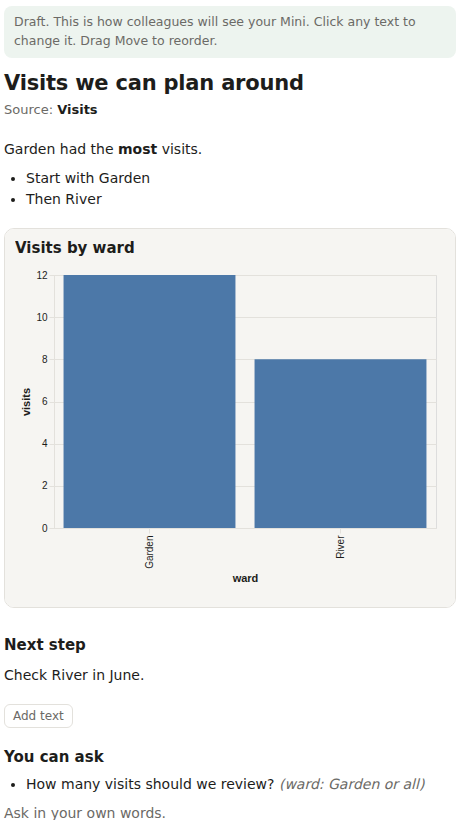 Draft. This is how colleagues will see your Mini. Click any text to
change it. Drag Move to reorder.
Visits we can plan around
Source: Visits
Garden had the most visits.
• Start with Garden
• Then River
Visits by ward
12
10
8
6
4
2
0
visits
Garden
River
ward
Next step
Check River in June.
Add text
You can ask
• How many visits should we review? (ward: Garden or all)
Ask in your own words.